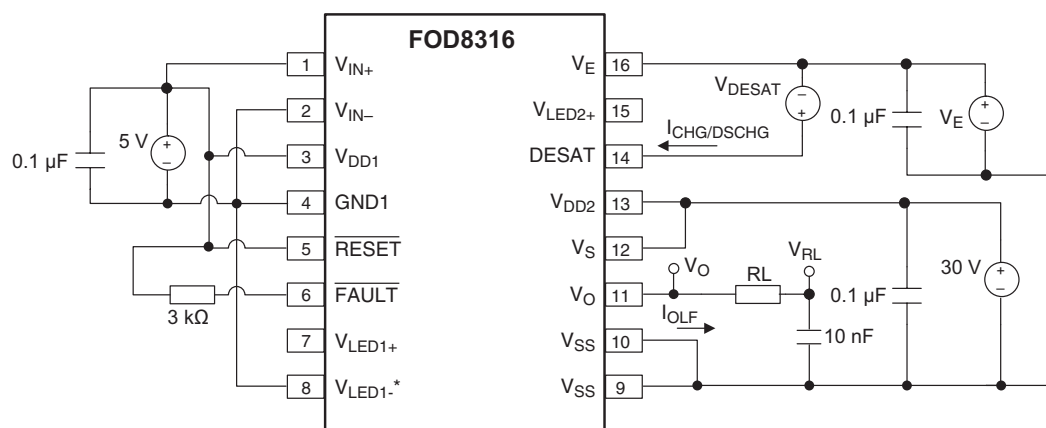 FOD8316
1 V_IN+
2 V_IN–
3 V_DD1
4 GND1
5 RESET
6 FAULT
7 V_LED1+
8 V_LED1-*
0.1 µF
5 V
+
–
3 kΩ
V_E 16
V_LED2+ 15
DESAT 14
V_DD2 13
V_S 12
V_O 11
V_SS 10
V_SS 9
V_DESAT
–
+
I_CHG/DSCHG
0.1 µF
V_E
+
–
V_O
RL
V_RL
I_OLF
10 nF
0.1 µF
30 V
+
–